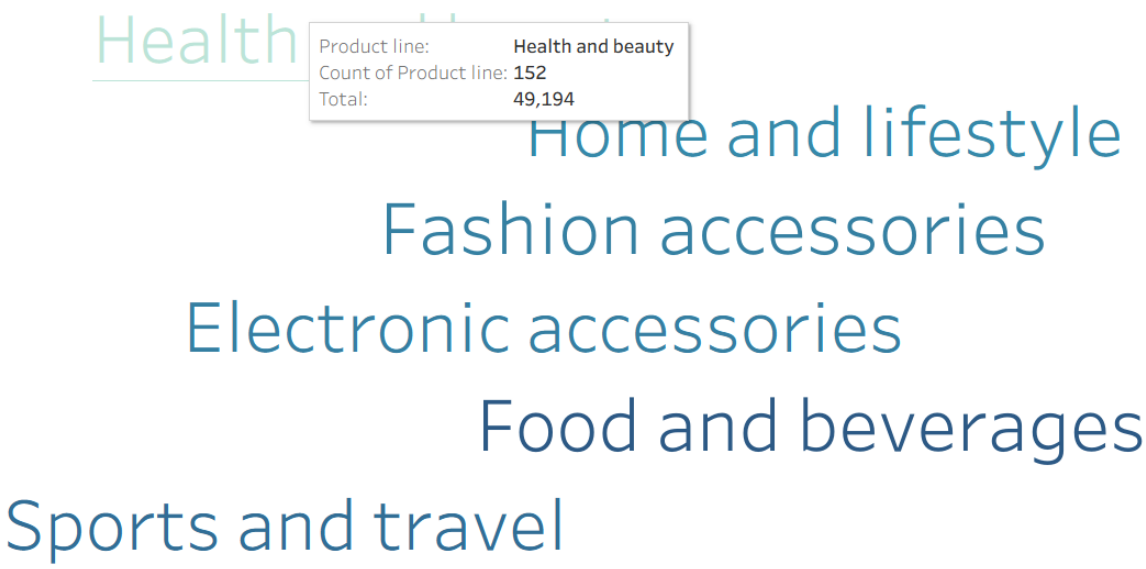 Health
Product line: Health and beauty
Count of Product line: 152
Total: 49,194
Home and lifestyle
Fashion accessories
Electronic accessories
Food and beverages
Sports and travel